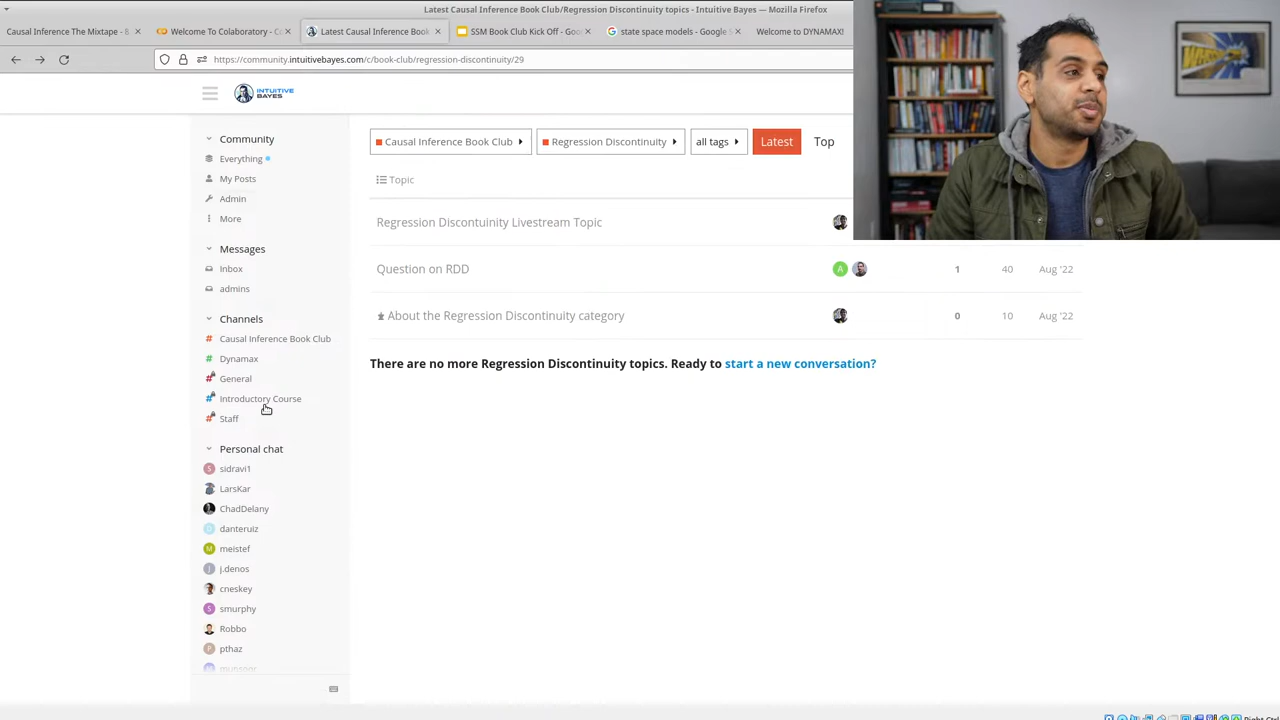 Latest Causal Inference Book Club/Regression Discontinuity topics - Intuitive Bayes — Mozilla Firefox
Causal Inference The Mixtape - B
Welcome To Colaboratory - C
Latest Causal Inference Book
SSM Book Club Kick Off - Goo
state space models - Google S
Welcome to DYNAMAX!
https://community.intuitivebayes.com/c/book-club/regression-discontinuity/29
INTUITIVE
BAYES
Community
Everything
My Posts
Admin
More
Messages
Inbox
admins
Channels
Causal Inference Book Club
Dynamax
General
Introductory Course
Staff
Personal chat
sidravi1
LarsKar
ChadDelany
danteruiz
meistef
j.denos
cneskey
smurphy
Robbo
pthaz
Causal Inference Book Club
Regression Discontinuity
all tags
Latest
Top
Topic
Regression Discontuinity Livestream Topic
Question on RDD
A
1 40 Aug '22
About the Regression Discontinuity category
0 10 Aug '22
There are no more Regression Discontinuity topics. Ready to start a new conversation?
Right Ctrl